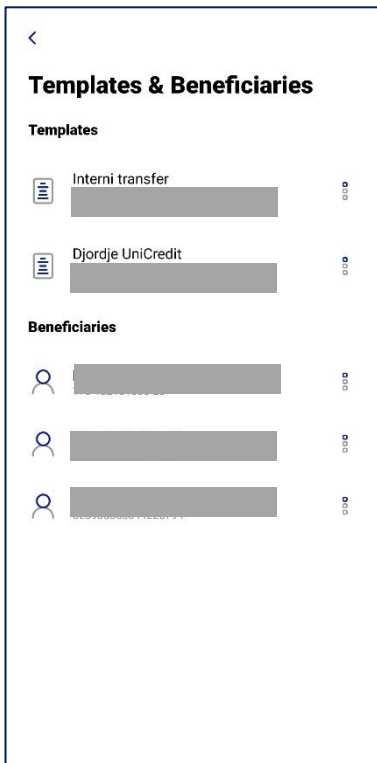 Templates & Beneficiaries
Templates
Interni transfer
Djordje UniCredit
Beneficiaries